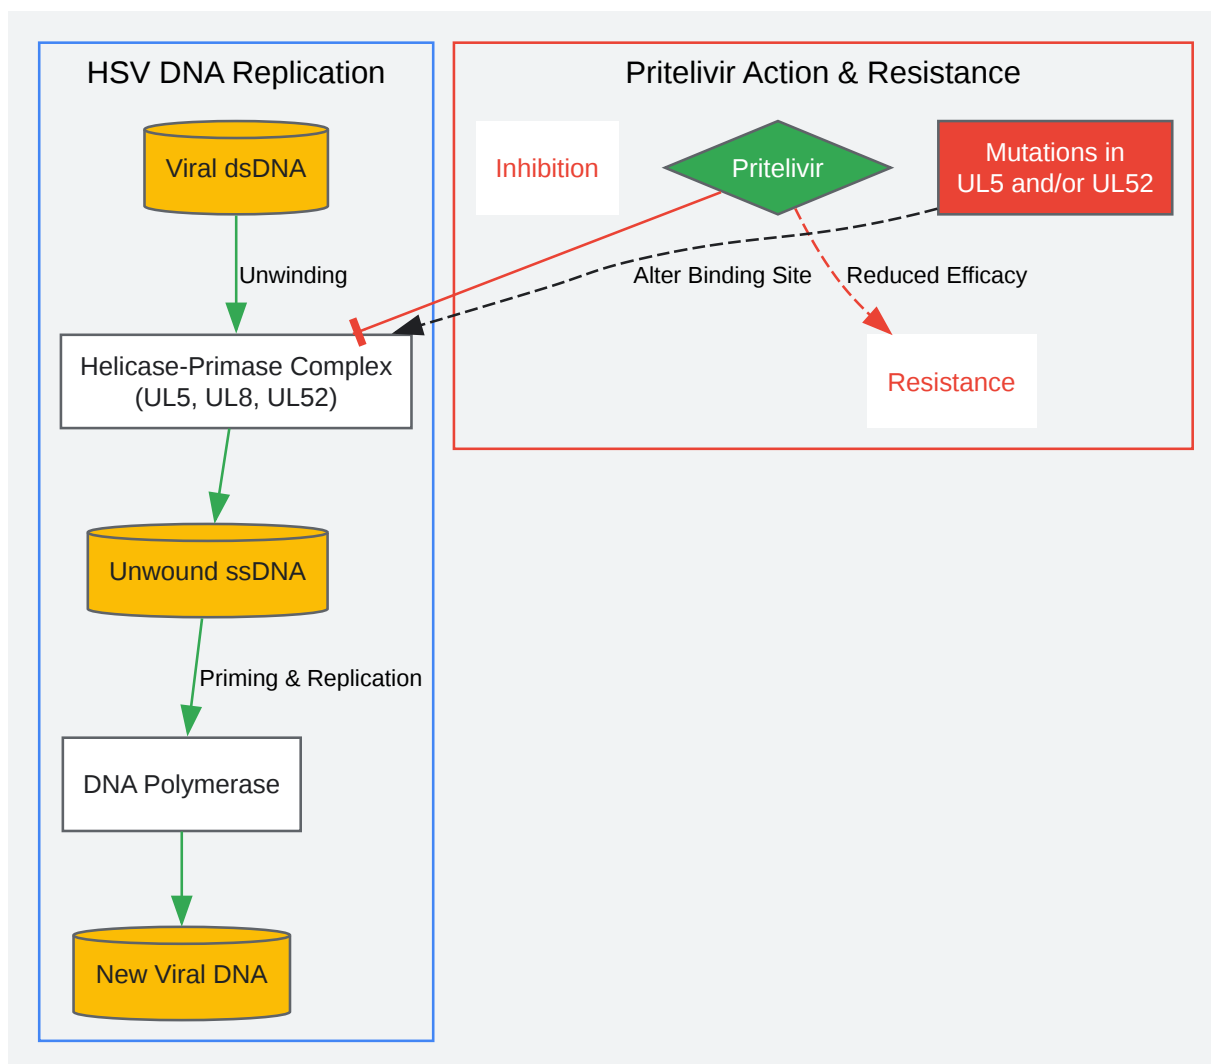 HSV DNA Replication
Viral dsDNA
Unwinding
Helicase-Primase Complex
(UL5, UL8, UL52)
Unwound ssDNA
Priming & Replication
DNA Polymerase
New Viral DNA
Pritelivir Action & Resistance
Inhibition
Pritelivir
Mutations in
UL5 and/or UL52
Alter Binding Site
Reduced Efficacy
Resistance